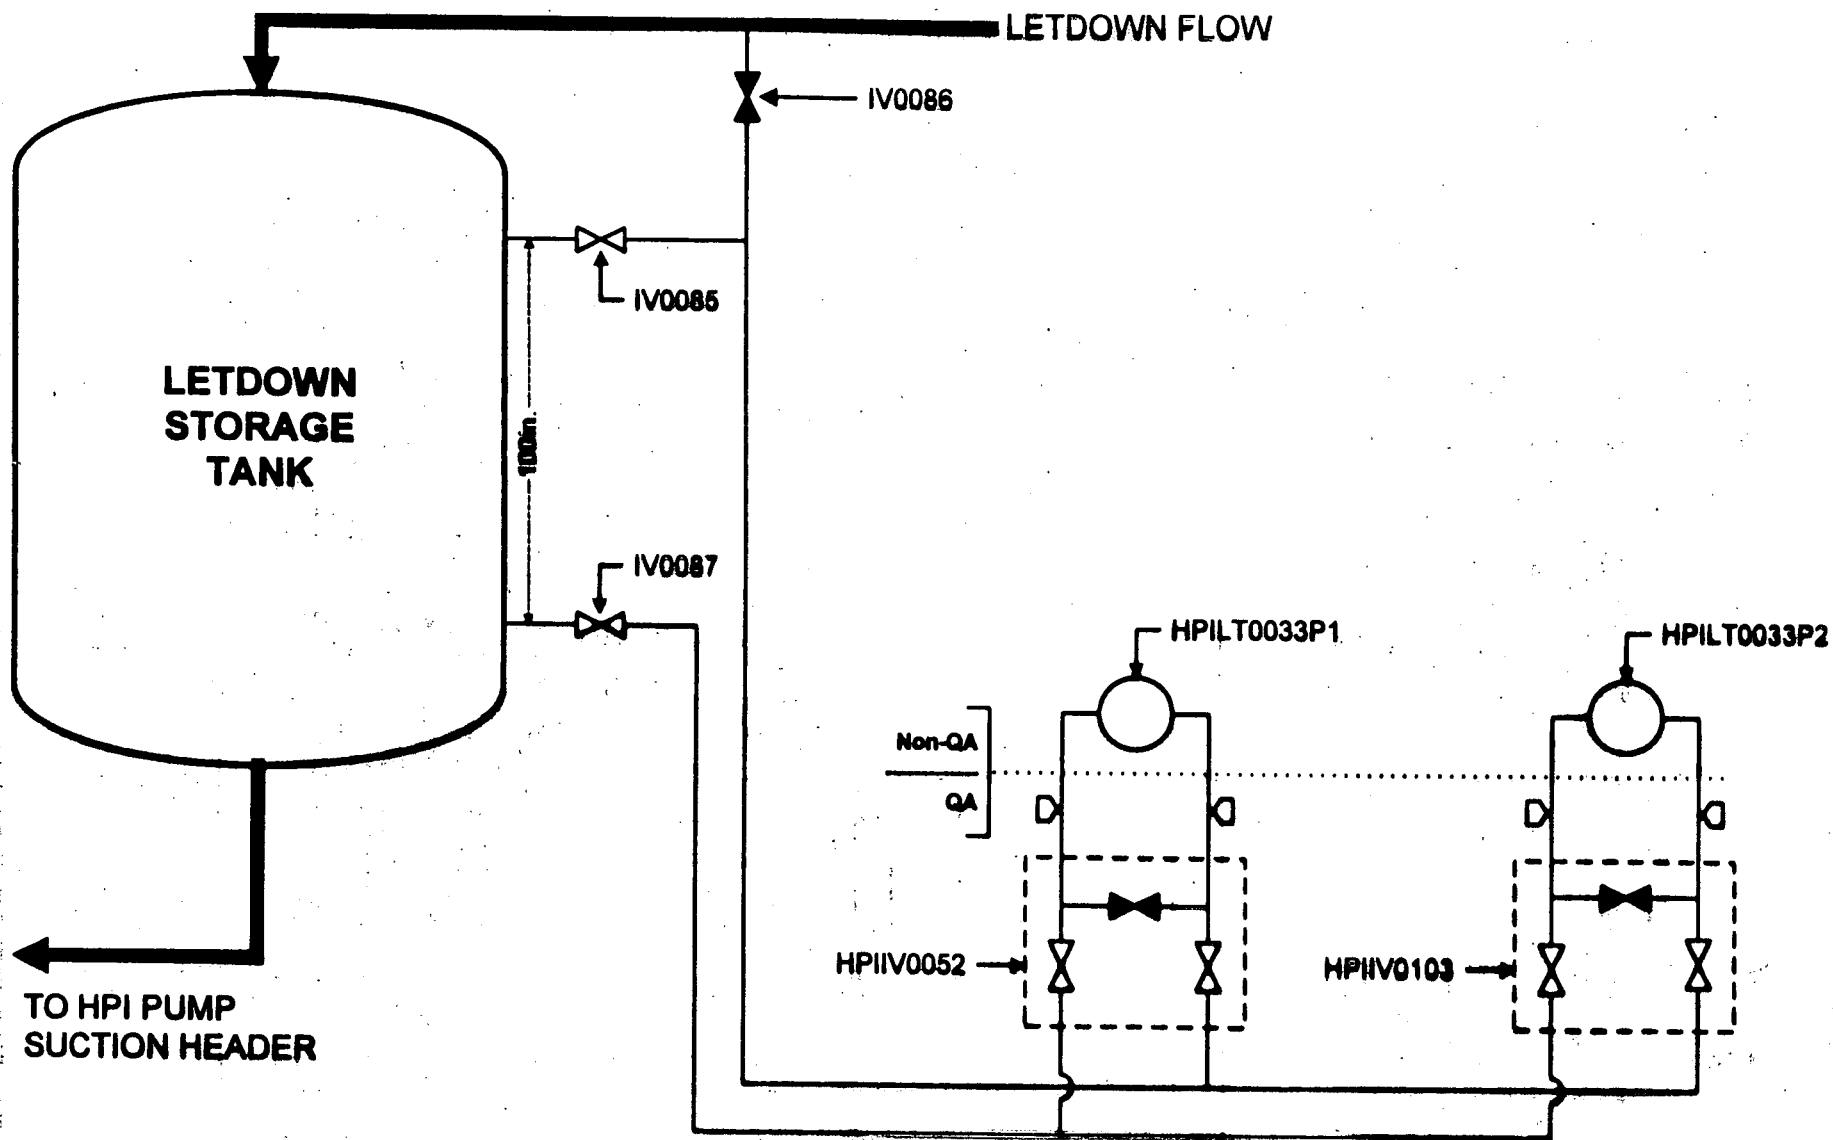 LETDOWN FLOW
IV0086
IV0085
LETDOWN
STORAGE
TANK
100in.
IV0087
HPILT0033P1
HPILT0033P2
Non-QA
QA
HPIIV0052
HPIIV0103
TO HPI PUMP
SUCTION HEADER